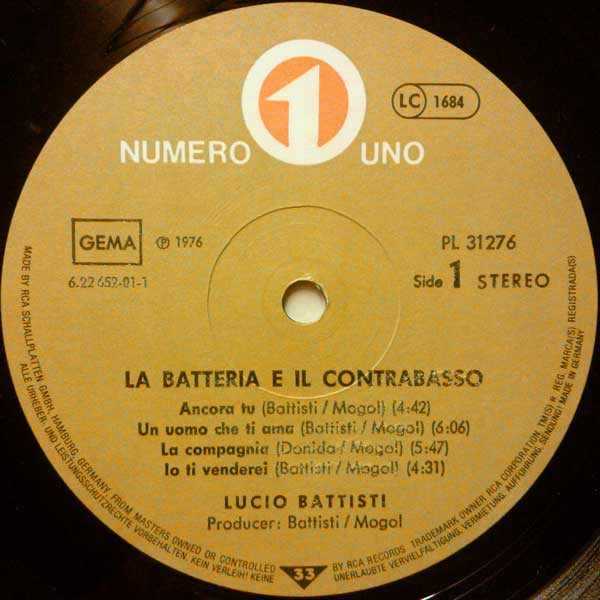 1
NUMERO UNO
LC 1684
GEMA ℗ 1976
PL 31276
6.22 652-01-1
Side 1 STEREO
LA BATTERIA E IL CONTRABASSO
Ancora tu (Battisti / Mogol) (4:42)
Un uomo che ti ama (Battisti / Mogol) (6:06)
La compagnia (Donida / Mogol) (5:47)
Io ti venderei (Battisti / Mogol) (4:31)
LUCIO BATTISTI
Producer: Battisti / Mogol
33
MADE BY RCA SCHALLPLATTEN GMBH, HAMBURG, GERMANY, FROM MASTERS OWNED OR CONTROLLED BY RCA RECORDS. TRADEMARK OWNER, RCA CORPORATION, TM(S) ® REG. MARCA(S) REGISTRADA(S)
ALLE URHEBER- UND LEISTUNGSSCHUTZRECHTE VORBEHALTEN. KEIN VERLEIH! KEINE UNERLAUBTE VERVIELFÄLTIGUNG, VERMIETUNG, AUFFÜHRUNG, SENDUNG! MADE IN GERMANY